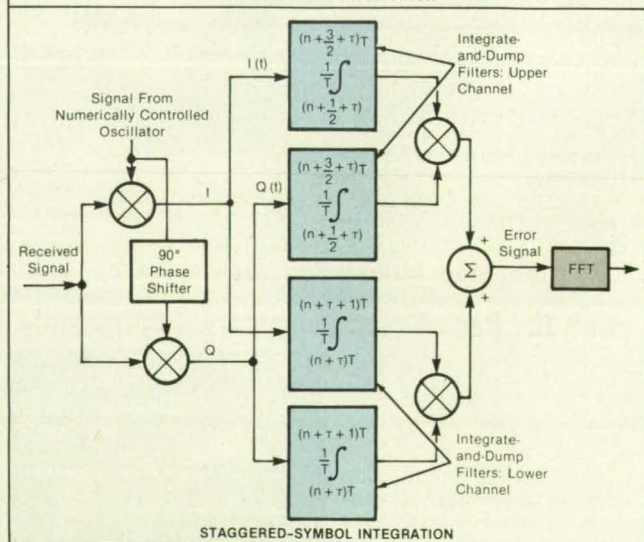 Signal From
Numerically Controlled
Oscillator
I (t)
(n + 3/2 + τ)T
1/T ∫
(n + 1/2 + τ)
Integrate-
and-Dump
Filters: Upper
Channel
I
Q (t)
(n + 3/2 + τ)T
1/T ∫
(n + 1/2 + τ)
Received
Signal
90°
Phase
Shifter
Σ
+
+
Error
Signal
FFT
Q
(n + τ + 1)T
1/T ∫
(n + τ)T
(n + τ + 1)T
1/T ∫
(n + τ)T
Integrate-
and-Dump
Filters: Lower
Channel
STAGGERED-SYMBOL INTEGRATION